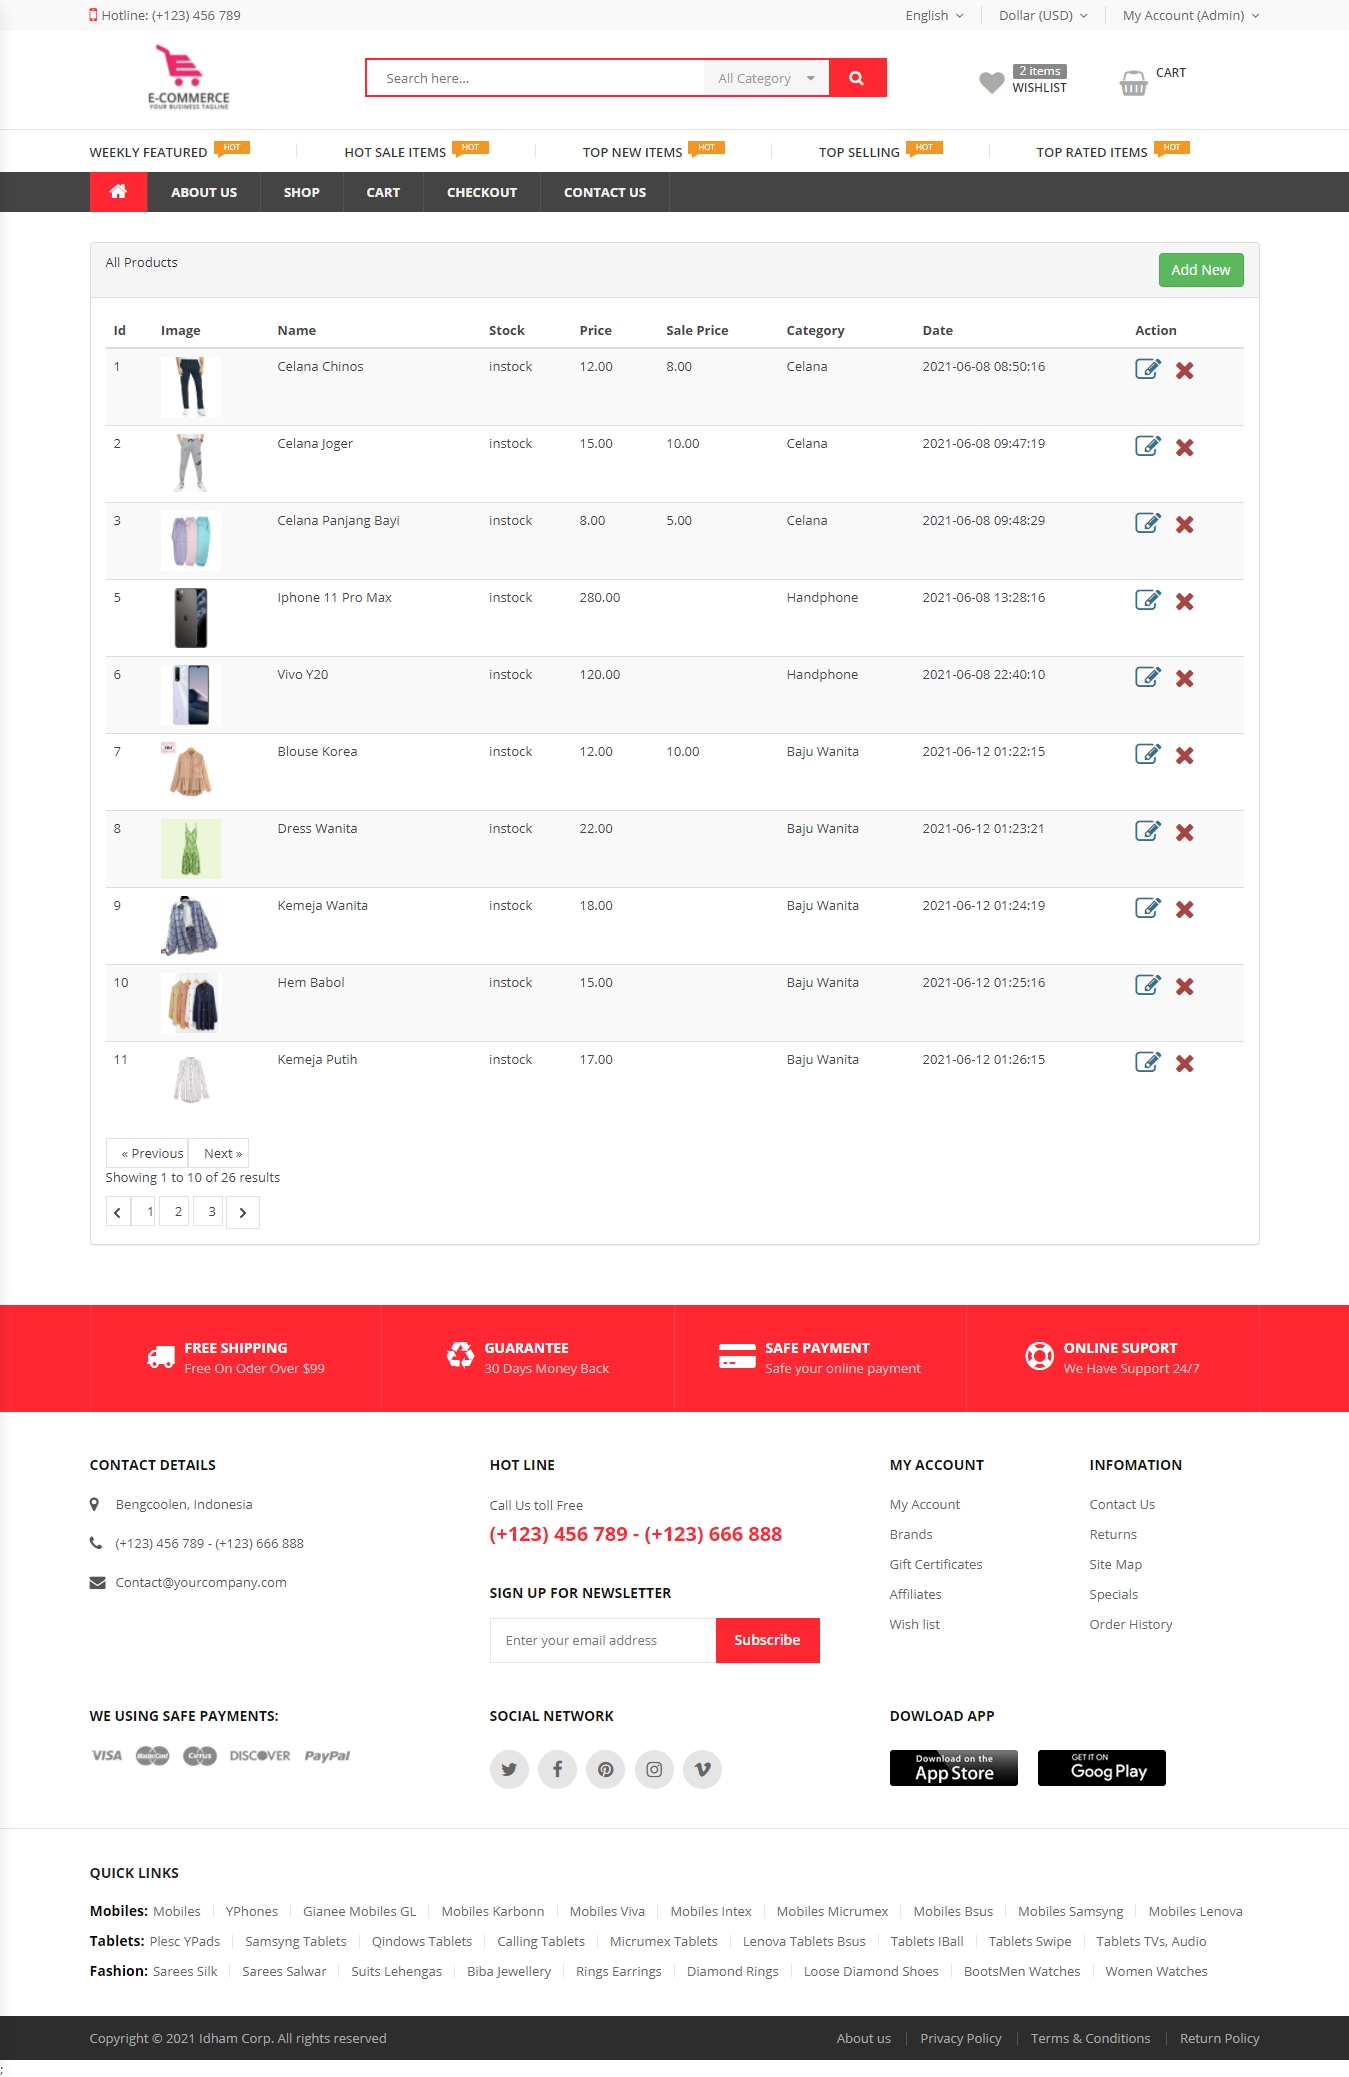 Hotline: (+123) 456 789 English Dollar (USD) My Account (Admin)
E-COMMERCE
YOUR BUSINESS TAGLINE
Search here... All Category
2 items
WISHLIST
CART
WEEKLY FEATURED HOT HOT SALE ITEMS HOT TOP NEW ITEMS HOT TOP SELLING HOT TOP RATED ITEMS HOT
ABOUT US SHOP CART CHECKOUT CONTACT US
All Products Add New
Id Image Name Stock Price Sale Price Category Date Action
1 Celana Chinos instock 12.00 8.00 Celana 2021-06-08 08:50:16
2 Celana Joger instock 15.00 10.00 Celana 2021-06-08 09:47:19
3 Celana Panjang Bayi instock 8.00 5.00 Celana 2021-06-08 09:48:29
5 Iphone 11 Pro Max instock 280.00 Handphone 2021-06-08 13:28:16
6 Vivo Y20 instock 120.00 Handphone 2021-06-08 22:40:10
7 Blouse Korea instock 12.00 10.00 Baju Wanita 2021-06-12 01:22:15
8 Dress Wanita instock 22.00 Baju Wanita 2021-06-12 01:23:21
9 Kemeja Wanita instock 18.00 Baju Wanita 2021-06-12 01:24:19
10 Hem Babol instock 15.00 Baju Wanita 2021-06-12 01:25:16
11 Kemeja Putih instock 17.00 Baju Wanita 2021-06-12 01:26:15
« Previous Next »
Showing 1 to 10 of 26 results
1 2 3
FREE SHIPPING
Free On Oder Over $99
GUARANTEE
30 Days Money Back
SAFE PAYMENT
Safe your online payment
ONLINE SUPORT
We Have Support 24/7
CONTACT DETAILS
Bengcoolen, Indonesia
(+123) 456 789 - (+123) 666 888
Contact@yourcompany.com
HOT LINE
Call Us toll Free
(+123) 456 789 - (+123) 666 888
SIGN UP FOR NEWSLETTER
Enter your email address Subscribe
MY ACCOUNT
My Account
Brands
Gift Certificates
Affiliates
Wish list
INFOMATION
Contact Us
Returns
Site Map
Specials
Order History
WE USING SAFE PAYMENTS:
VISA MasterCard Cirrus DISCOVER PayPal
SOCIAL NETWORK
DOWLOAD APP
Download on the
App Store
GET IT ON
Goog Play
QUICK LINKS
Mobiles: Mobiles YPhones Gianee Mobiles GL Mobiles Karbonn Mobiles Viva Mobiles Intex Mobiles Micrumex Mobiles Bsus Mobiles Samsyng Mobiles Lenova
Tablets: Plesc YPads Samsyng Tablets Qindows Tablets Calling Tablets Micrumex Tablets Lenova Tablets Bsus Tablets IBall Tablets Swipe Tablets TVs, Audio
Fashion: Sarees Silk Sarees Salwar Suits Lehengas Biba Jewellery Rings Earrings Diamond Rings Loose Diamond Shoes BootsMen Watches Women Watches
Copyright © 2021 Idham Corp. All rights reserved About us Privacy Policy Terms & Conditions Return Policy
;